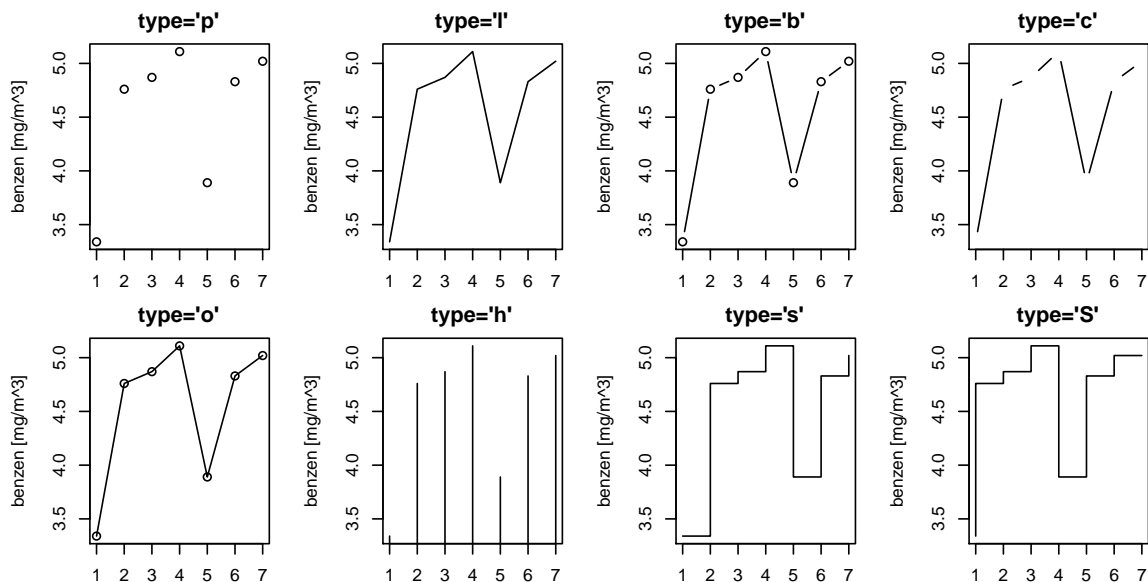 type='p'
benzen [mg/m^3]
5.0
4.5
4.0
3.5
1 2 3 4 5 6 7
type='l'
benzen [mg/m^3]
5.0
4.5
4.0
3.5
1 2 3 4 5 6 7
type='b'
benzen [mg/m^3]
5.0
4.5
4.0
3.5
1 2 3 4 5 6 7
type='c'
benzen [mg/m^3]
5.0
4.5
4.0
3.5
1 2 3 4 5 6 7
type='o'
benzen [mg/m^3]
5.0
4.5
4.0
3.5
1 2 3 4 5 6 7
type='h'
benzen [mg/m^3]
5.0
4.5
4.0
3.5
1 2 3 4 5 6 7
type='s'
benzen [mg/m^3]
5.0
4.5
4.0
3.5
1 2 3 4 5 6 7
type='S'
benzen [mg/m^3]
5.0
4.5
4.0
3.5
1 2 3 4 5 6 7